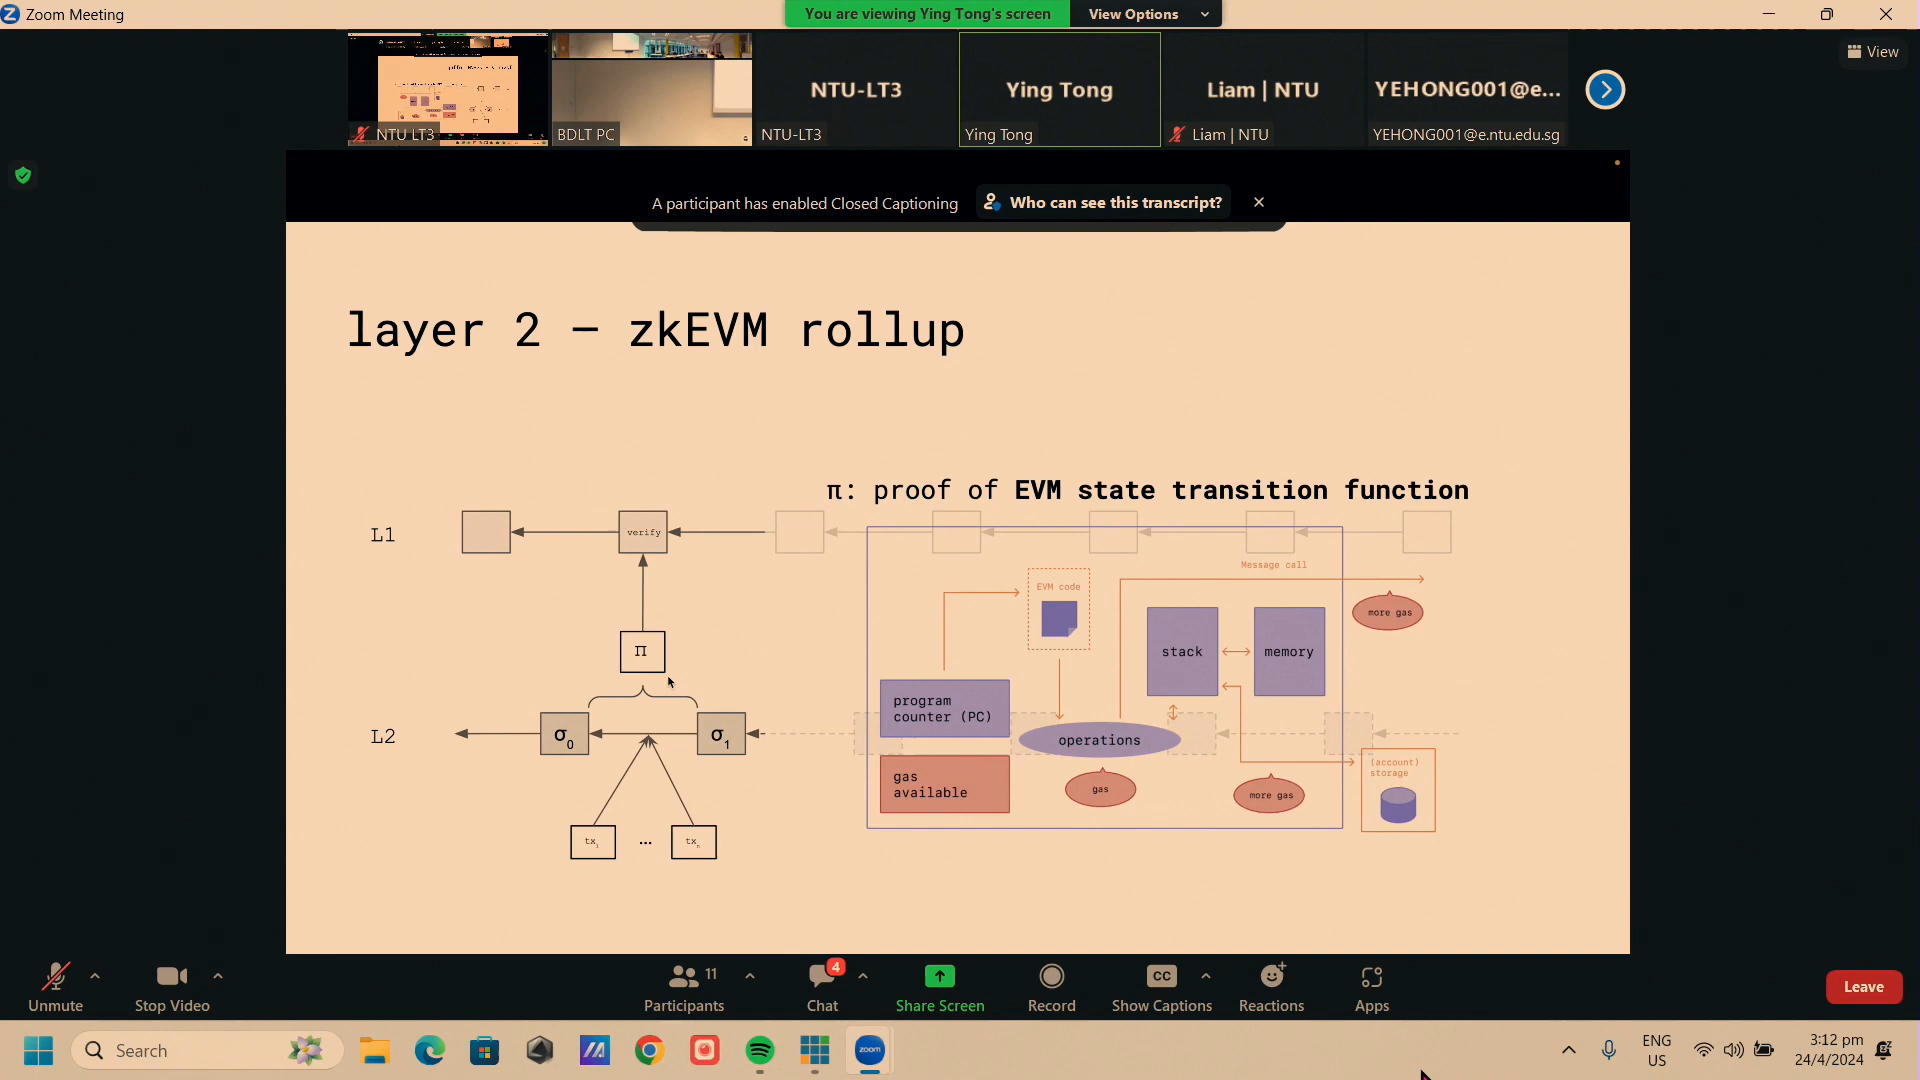 Zoom Meeting
You are viewing Ying Tong's screen
View Options
View
NTU LT3
BDLT PC
NTU-LT3
NTU-LT3
Ying Tong
Ying Tong
Liam | NTU
Liam | NTU
YEHONG001@e...
YEHONG001@e.ntu.edu.sg
A participant has enabled Closed Captioning
Who can see this transcript?
layer 2 – zkEVM rollup
π: proof of EVM state transition function
L1
verify
Message call
EVM code
more gas
π
stack
memory
program
counter (PC)
L2
σ0
σ1
operations
(account)
storage
gas
available
gas
more gas
tx1
...
txn
Unmute
Stop Video
Participants
11
Chat
4
Share Screen
Record
CC
Show Captions
Reactions
Apps
Leave
Search
zoom
ENG
US
3:12 pm
24/4/2024